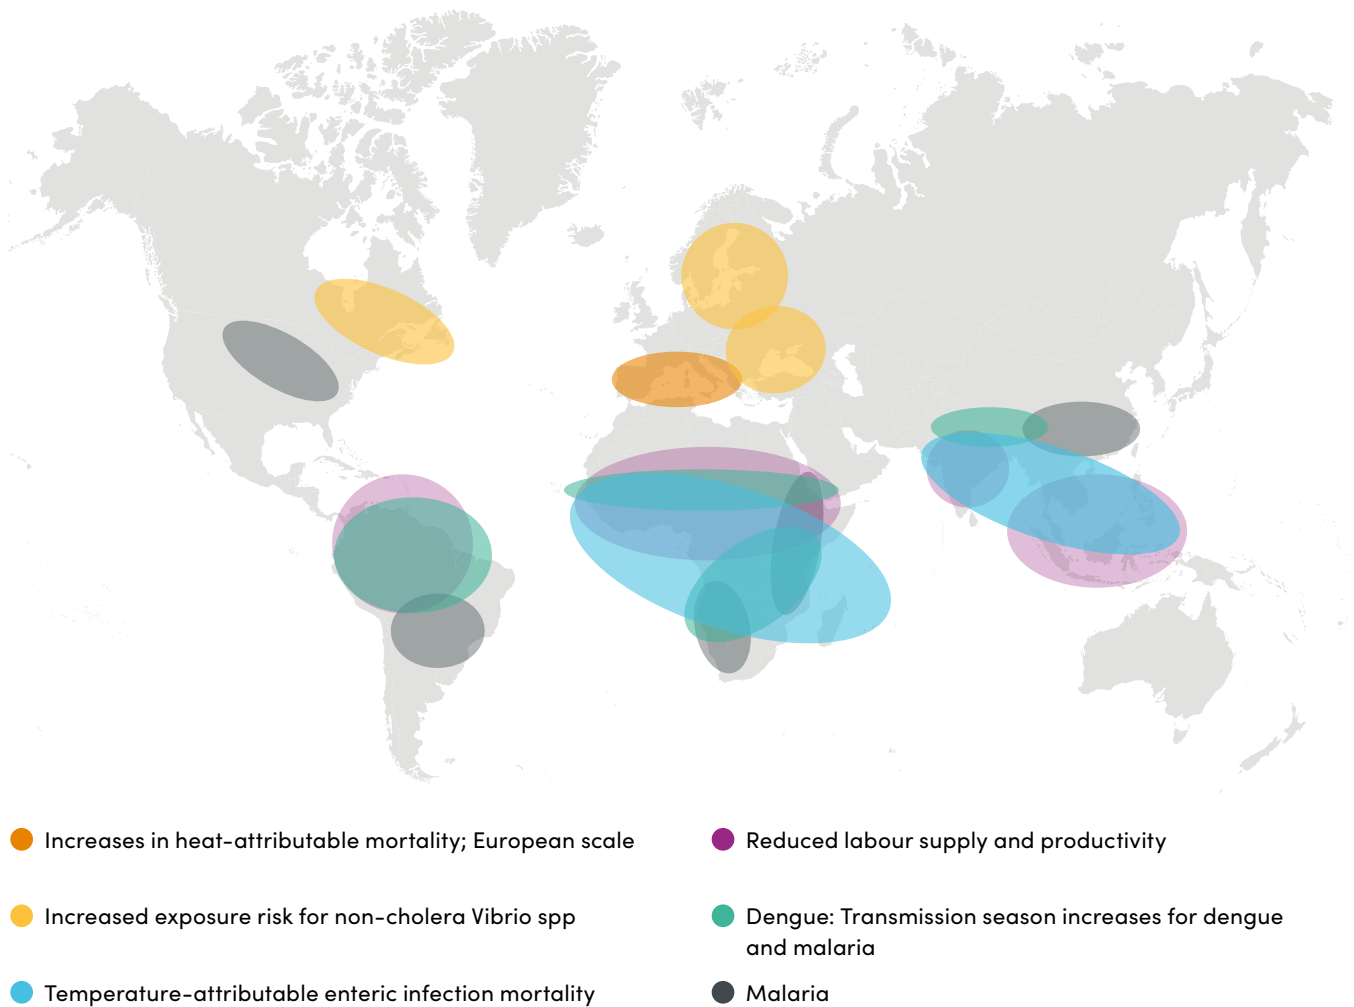 Increases in heat-attributable mortality; European scale
Increased exposure risk for non-cholera Vibrio spp
Temperature-attributable enteric infection mortality
Reduced labour supply and productivity
Dengue: Transmission season increases for dengue
and malaria
Malaria